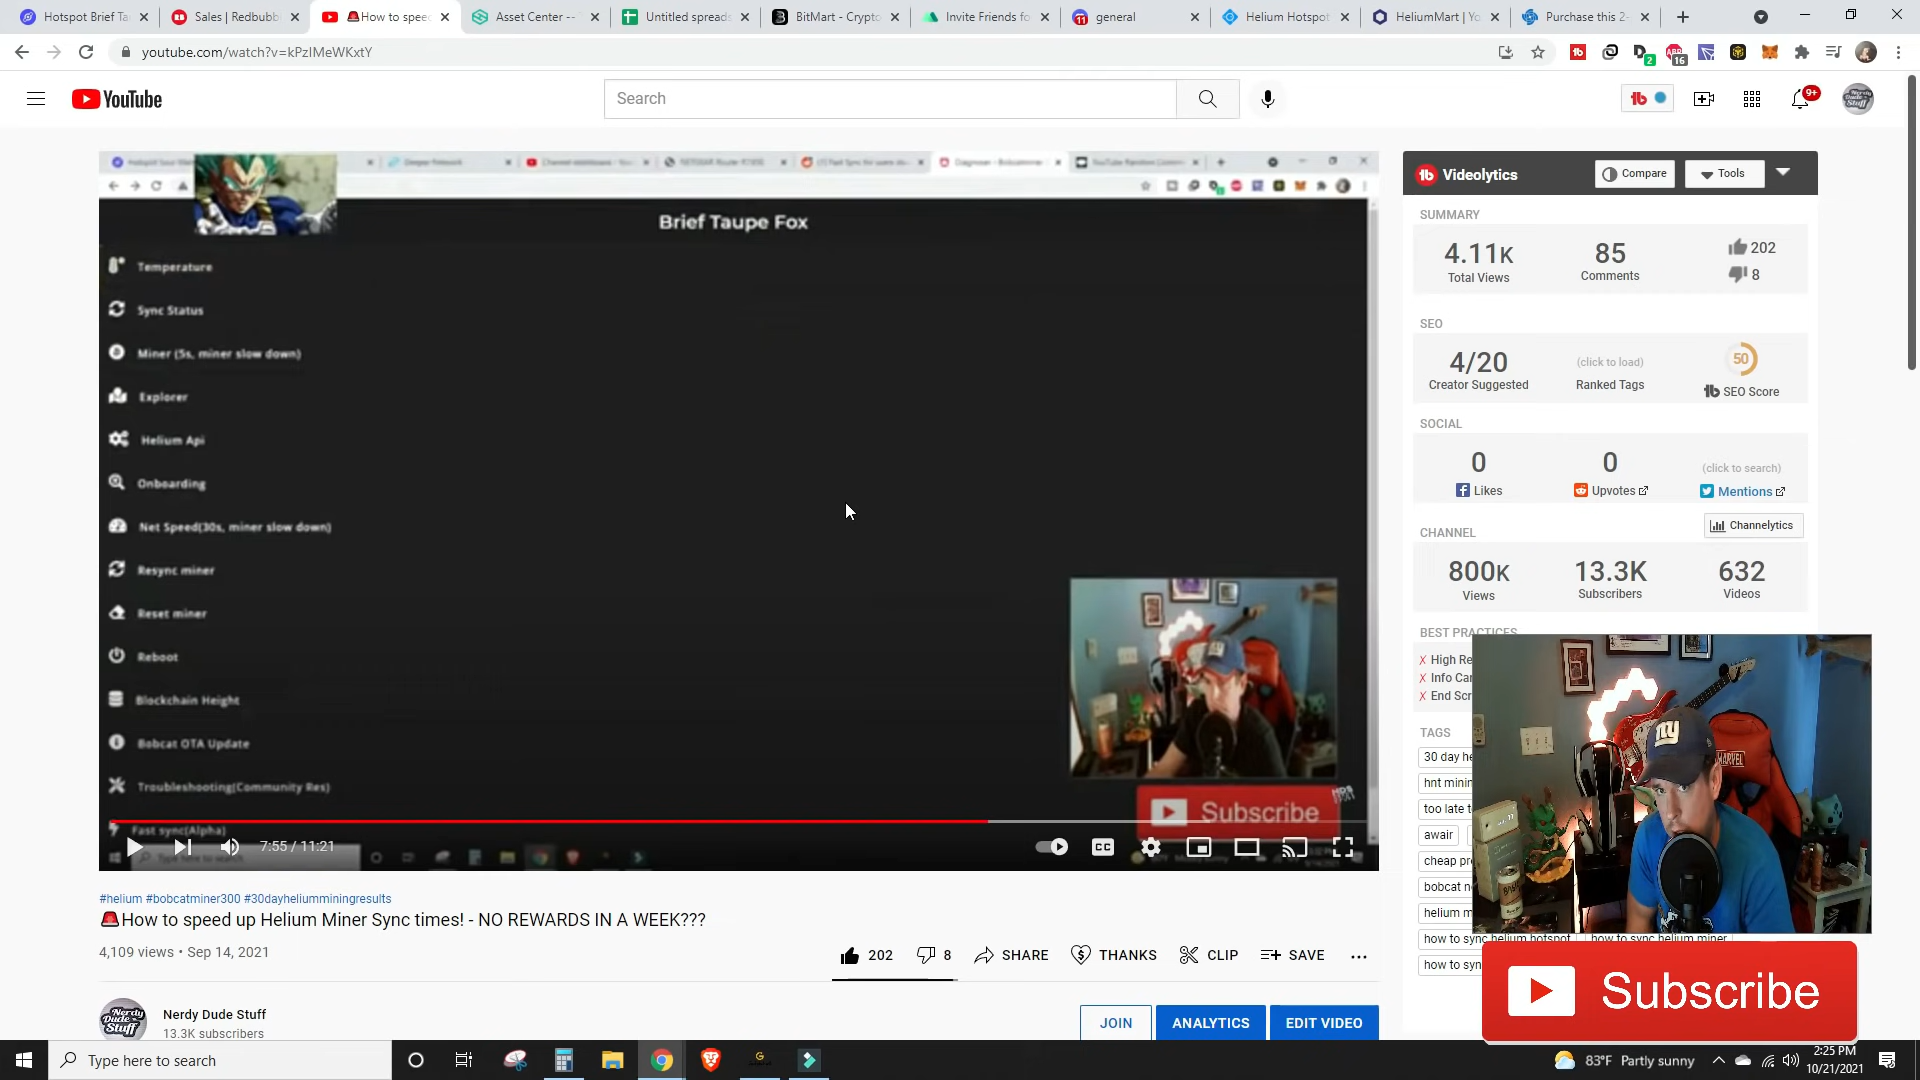 Hotspot Brief Ta
Sales | Redbubb
How to spee
Asset Center --
Untitled spreads
BitMart - Crypto
Invite Friends fo
general
Helium Hotspot
HeliumMart | Yo
Purchase this 2-
youtube.com/watch?v=kPzIMeWKxtY
2
16
YouTube
Search
9+
Brief Taupe Fox
Temperature
Sync Status
Miner (5s, miner slow down)
Explorer
Helium Api
Onboarding
Net Speed(30s, miner slow down)
Resync miner
Reset miner
Reboot
Blockchain Height
Bobcat OTA Update
Troubleshooting(Community Res)
Fast sync(Alpha)
Subscribe
7:55 / 11:21
CC
#helium #bobcatminer300 #30dayheliumminingresults
How to speed up Helium Miner Sync times! - NO REWARDS IN A WEEK???
4,109 views • Sep 14, 2021
202
8
SHARE
THANKS
CLIP
SAVE
Nerdy Dude Stuff
13.3K subscribers
JOIN
ANALYTICS
EDIT VIDEO
Videolytics
Compare
Tools
SUMMARY
4.11K
Total Views
85
Comments
202
8
SEO
4/20
Creator Suggested
(click to load)
Ranked Tags
50
SEO Score
SOCIAL
0
Likes
0
Upvotes
(click to search)
Mentions
CHANNEL
Channelytics
800K
Views
13.3K
Subscribers
632
Videos
BEST PRACTICES
X High Re
X Info Car
X End Scr
TAGS
30 day he
hnt minin
too late t
awair
cheap pr
bobcat n
helium m
how to sync helium hotspot
how to sync helium miner
how to syn
MARVEL
Subscribe
Type here to search
83°F Partly sunny
2:25 PM
10/21/2021